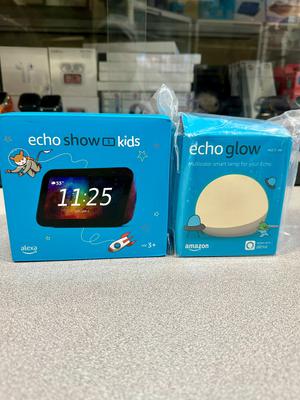 echo show 5 kids
55°
11:25
alexa
AGE 3+
echo glow
Multicolor smart lamp for your Echo
amazon
alexa